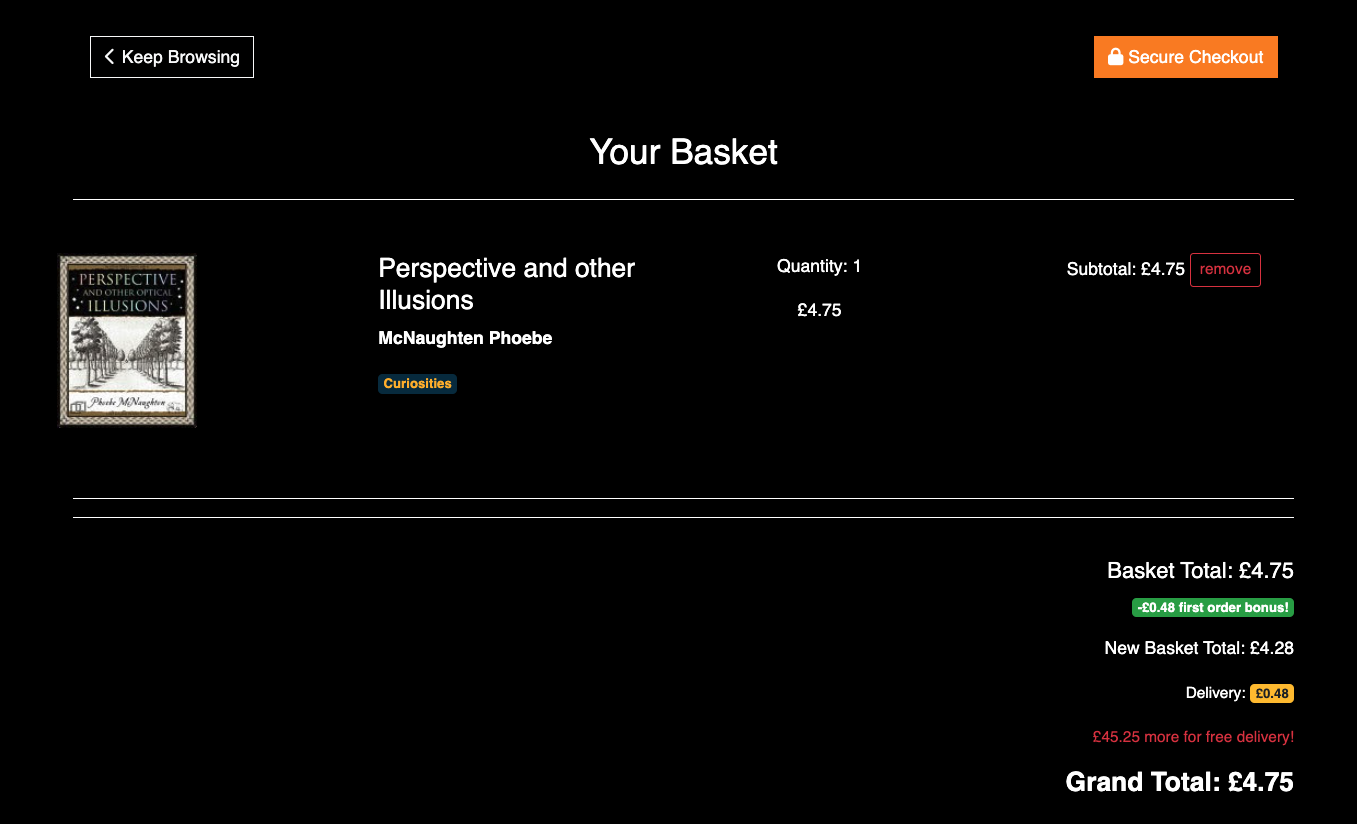 Keep Browsing
Secure Checkout
Your Basket
PERSPECTIVE
AND OTHER OPTICAL
ILLUSIONS
Phoebe McNaughton
Perspective and other
Illusions
McNaughten Phoebe
Curiosities
Quantity: 1
£4.75
Subtotal: £4.75 remove
Basket Total: £4.75
-£0.48 first order bonus!
New Basket Total: £4.28
Delivery: £0.48
£45.25 more for free delivery!
Grand Total: £4.75